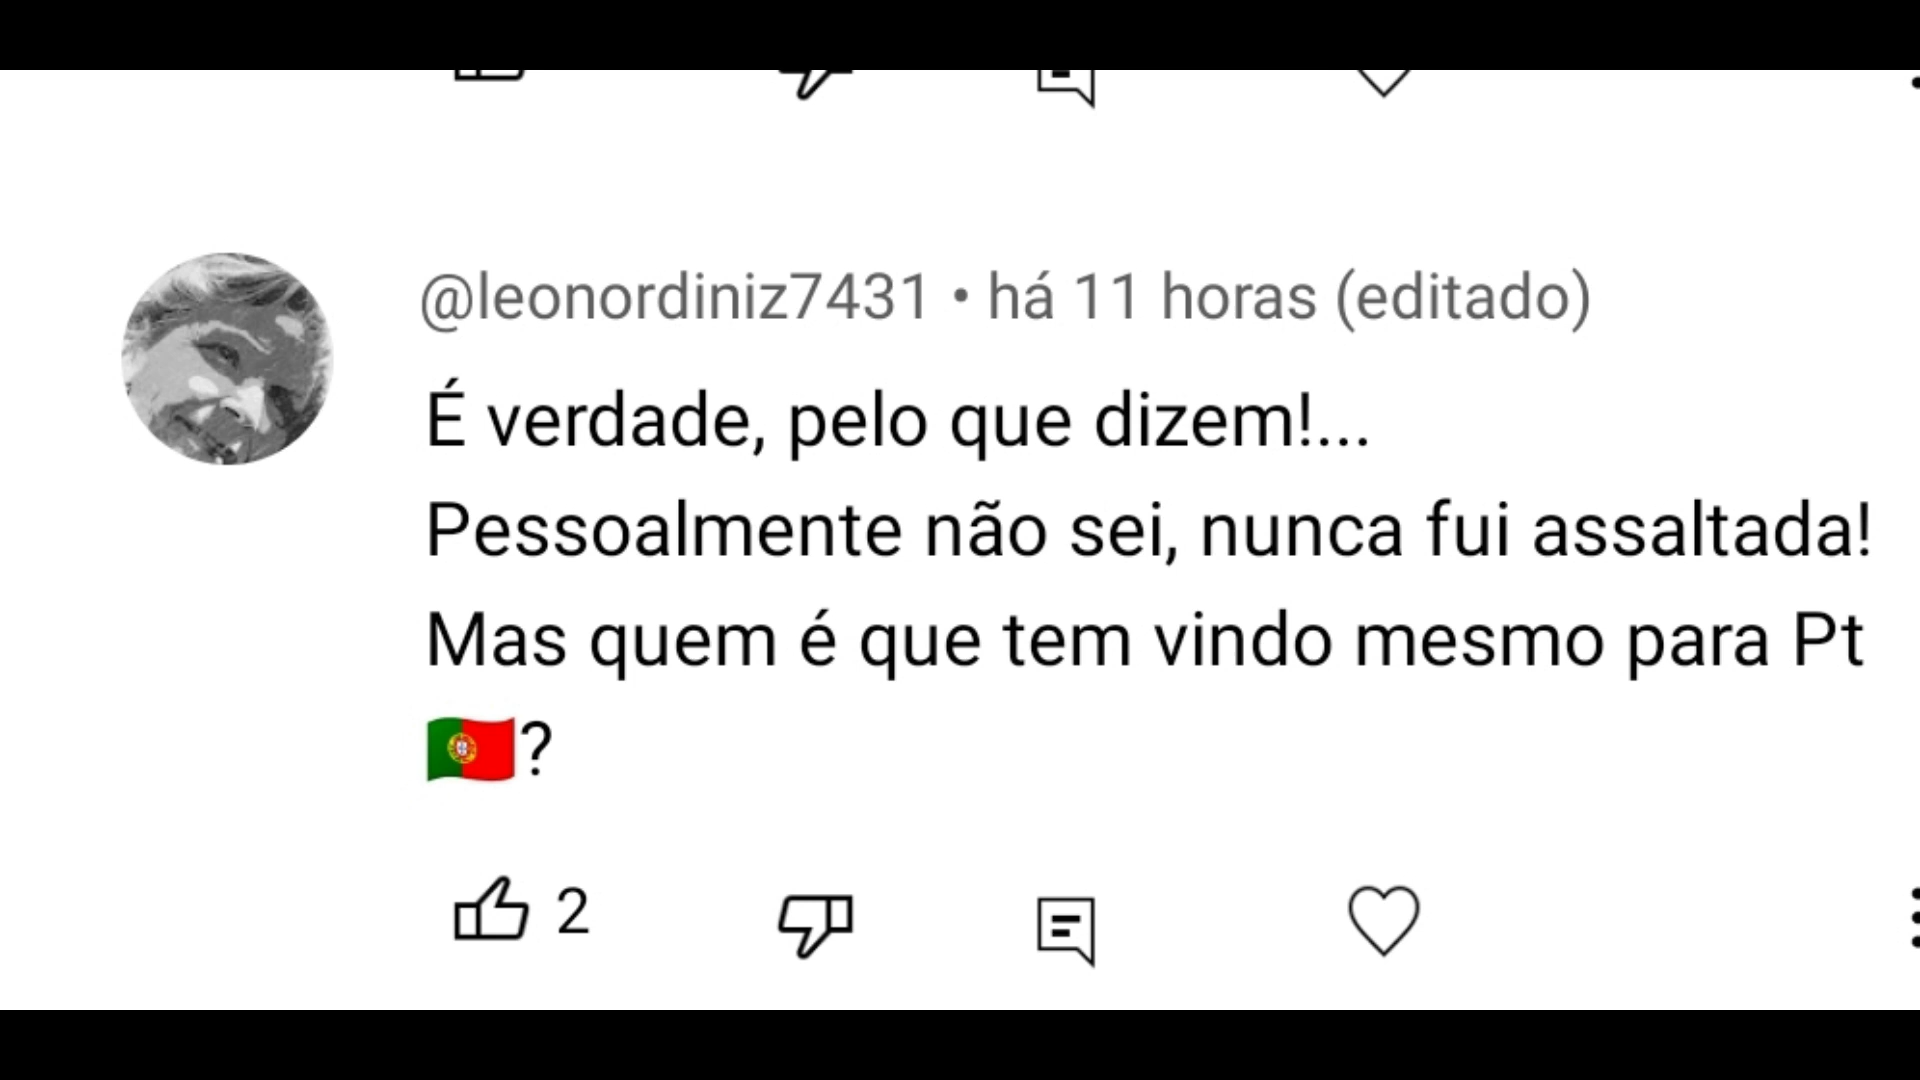 @leonordiniz7431 • há 11 horas (editado)
É verdade, pelo que dizem!...
Pessoalmente não sei, nunca fui assaltada!
Mas quem é que tem vindo mesmo para Pt
🇵🇹?
2